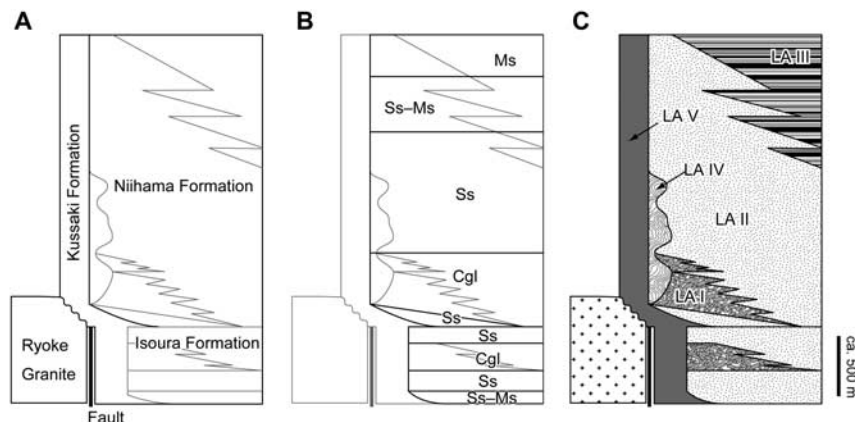 A
Kussaki Formation
Niihama Formation
Isoura Formation
Ryoke
Granite
Fault
B
Ms
Ss–Ms
Ss
Cgl
Ss
Ss
Cgl
Ss
Ss–Ms
C
LA III
LA V
LA IV
LA II
LA I
ca. 500 m